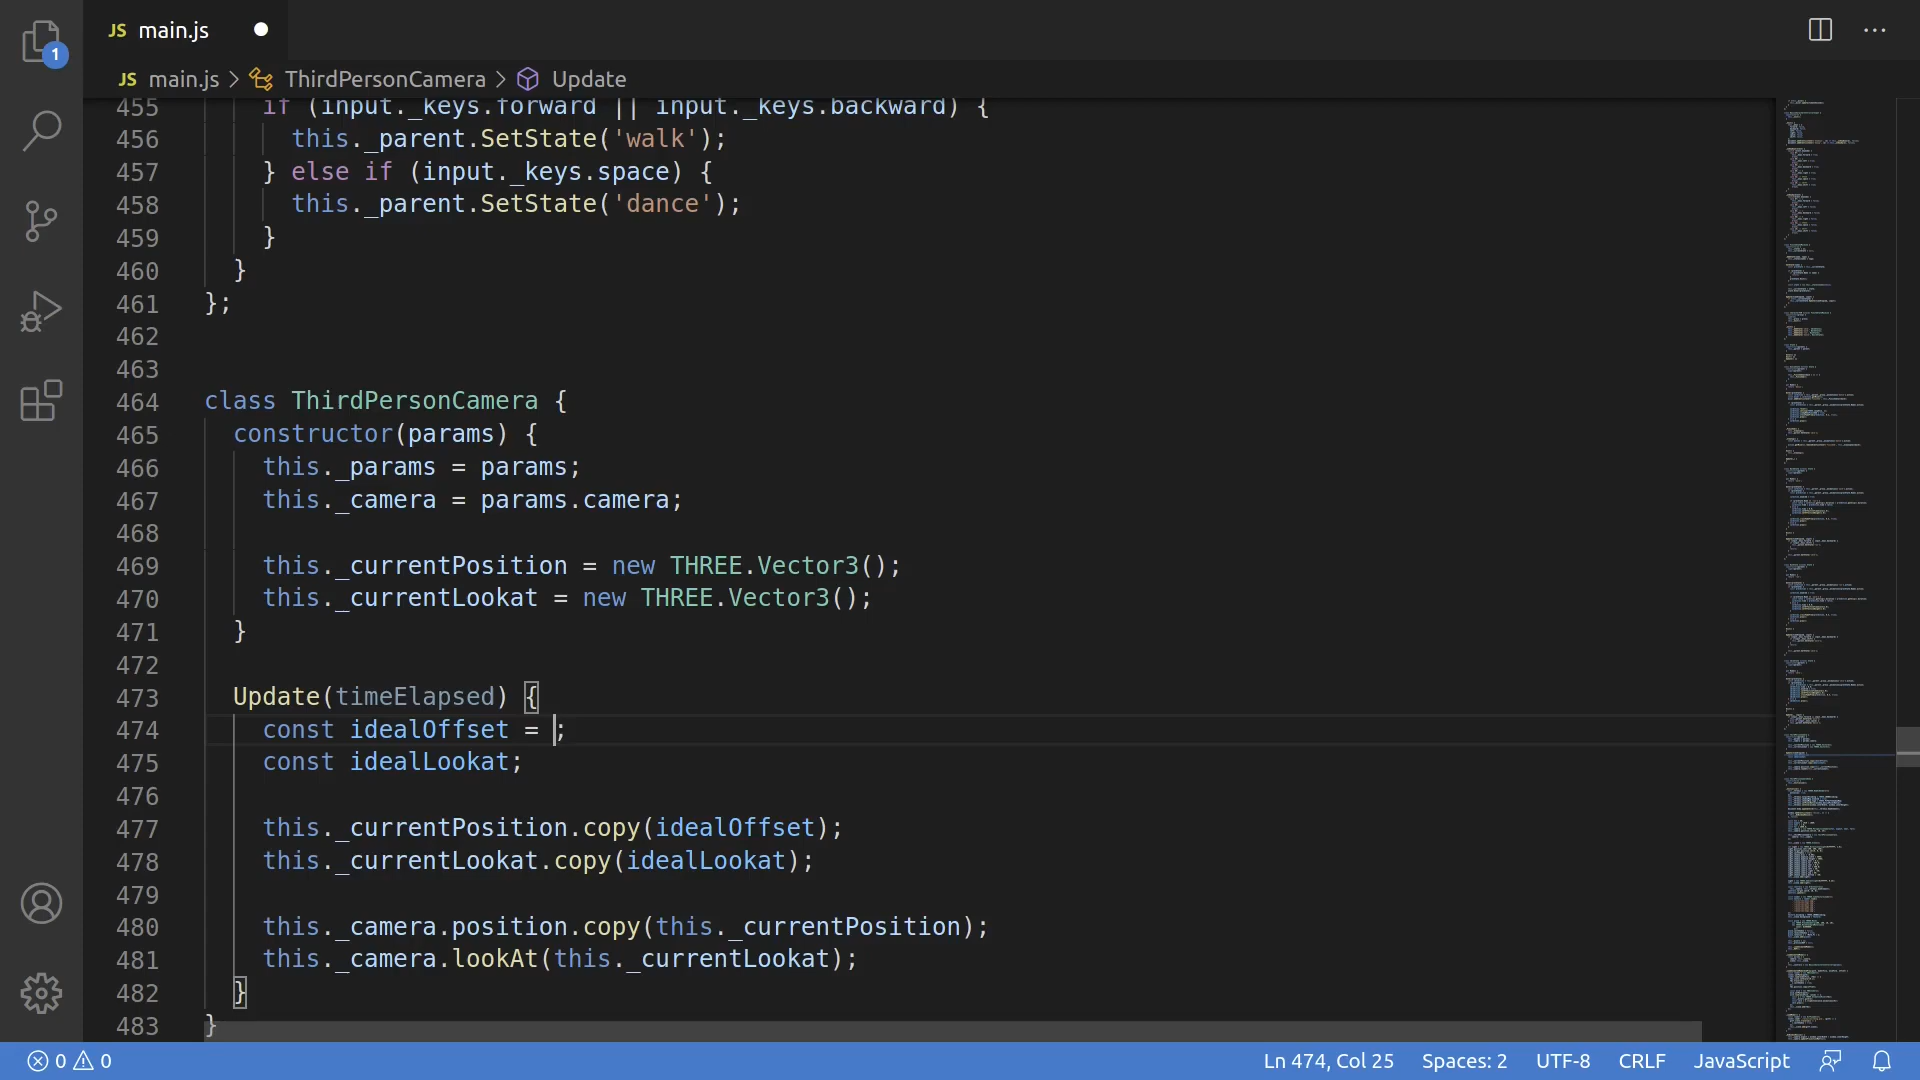 JS main.js
1
JS main.js > ThirdPersonCamera > Update
455 if (input._keys.forward || input._keys.backward) {
456 this._parent.SetState('walk');
457 } else if (input._keys.space) {
458 this._parent.SetState('dance');
459 }
460 }
461 };
462
463
464 class ThirdPersonCamera {
465 constructor(params) {
466 this._params = params;
467 this._camera = params.camera;
468
469 this._currentPosition = new THREE.Vector3();
470 this._currentLookat = new THREE.Vector3();
471 }
472
473 Update(timeElapsed) {
474 const idealOffset = ;
475 const idealLookat;
476
477 this._currentPosition.copy(idealOffset);
478 this._currentLookat.copy(idealLookat);
479
480 this._camera.position.copy(this._currentPosition);
481 this._camera.lookAt(this._currentLookat);
482 }
483 }
0 0 Ln 474, Col 25 Spaces: 2 UTF-8 CRLF JavaScript